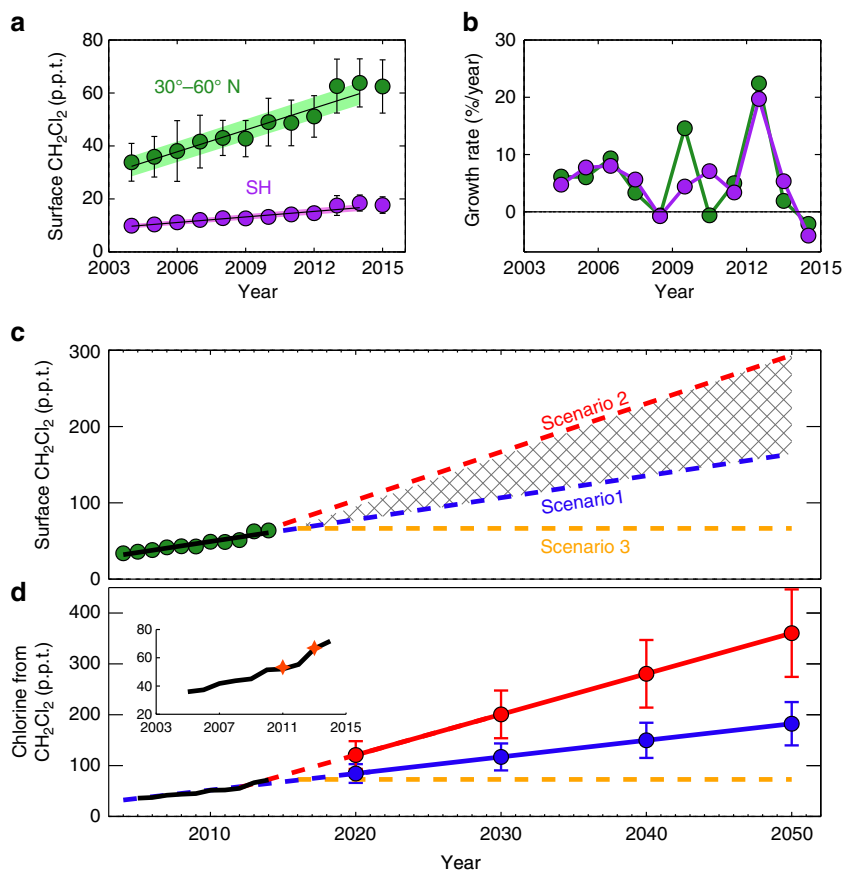 a
80
60
40
20
0
Surface CH₂Cl₂ (p.p.t.)
30°–60° N
SH
2003 2006 2009 2012 2015
Year
b
30
20
10
0
Growth rate (%/year)
2003 2006 2009 2012 2015
Year
c
300
200
100
0
Surface CH₂Cl₂ (p.p.t.)
Scenario 2
Scenario1
Scenario 3
d
400
300
200
100
0
Chlorine from
CH₂Cl₂ (p.p.t.)
80
60
40
20
2003 2007 2011 2015
2010 2020 2030 2040 2050
Year